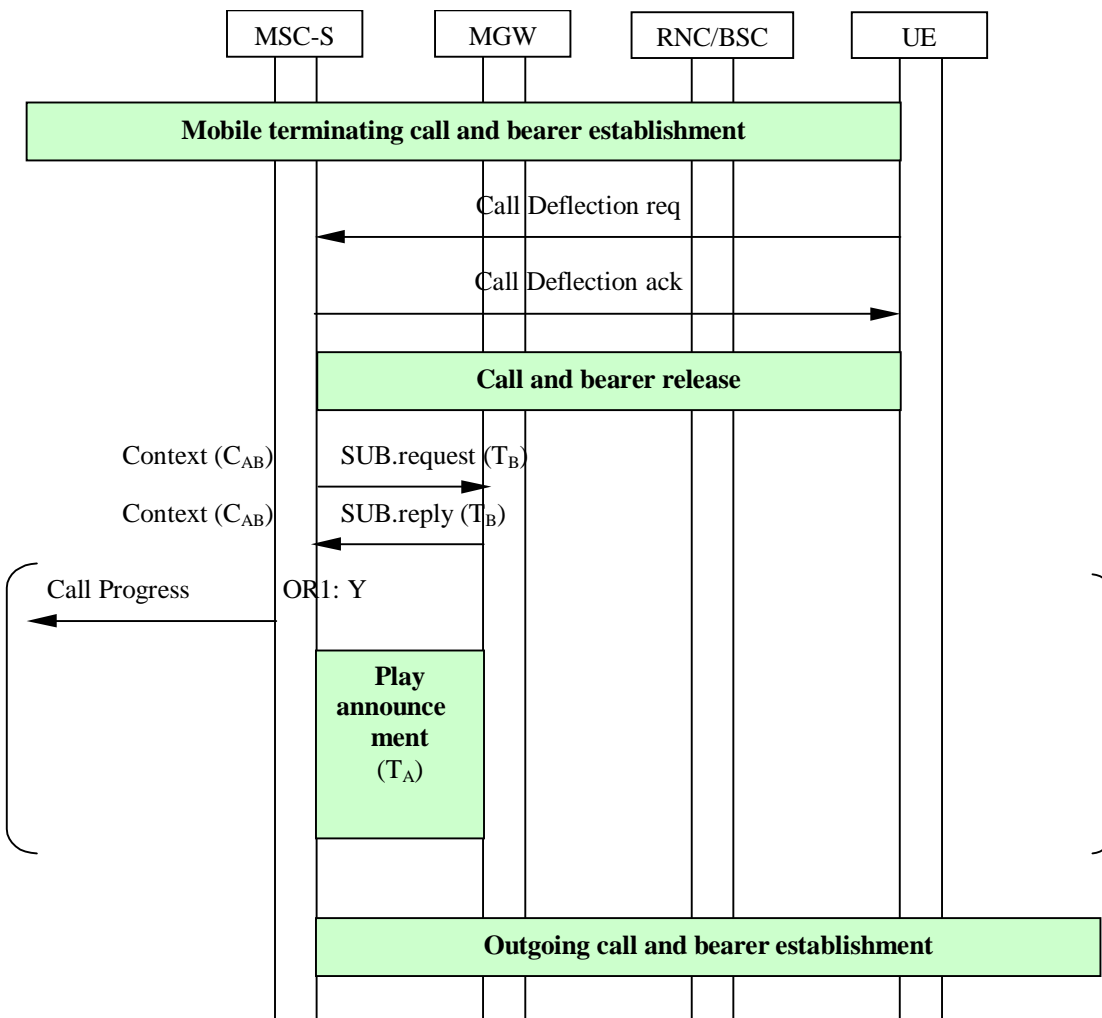 MSC-S
MGW
RNC/BSC
UE
Mobile terminating call and bearer establishment
Call Deflection req
Call Deflection ack
Call and bearer release
Context (CAB)
SUB.request (TB)
Context (CAB)
SUB.reply (TB)
Call Progress
OR1: Y
Play
announce
ment
(TA)
Outgoing call and bearer establishment